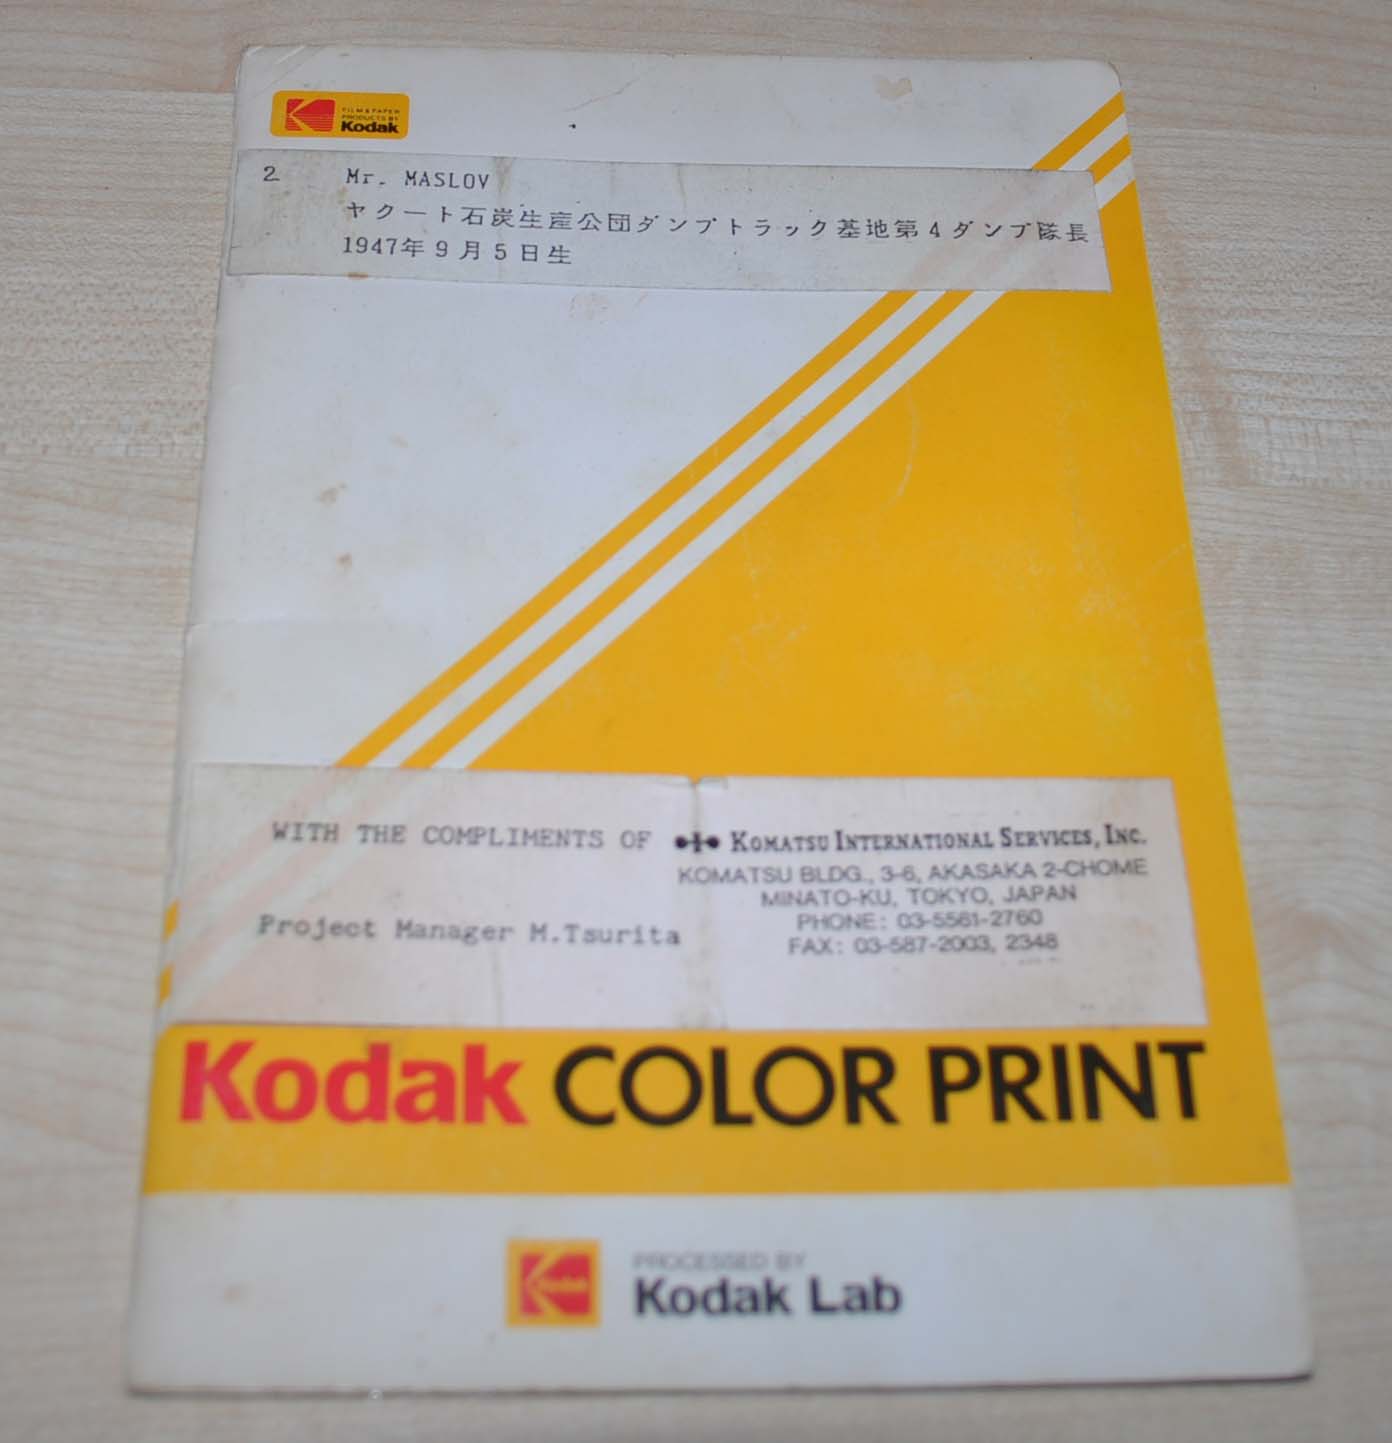 FILM & PAPER
PRODUCTS BY
Kodak
2 Mr. MASLOV
ヤクート石炭生産公団ダンプトラック基地第4ダンプ隊長
1947年9月5日生
WITH THE COMPLIMENTS OF KOMATSU INTERNATIONAL SERVICES, INC.
KOMATSU BLDG., 3-6, AKASAKA 2-CHOME
MINATO-KU, TOKYO, JAPAN
Project Manager M.Tsurita
PHONE: 03-5561-2760
FAX: 03-587-2003, 2348
Kodak COLOR PRINT
Kodak
PROCESSED BY
Kodak Lab